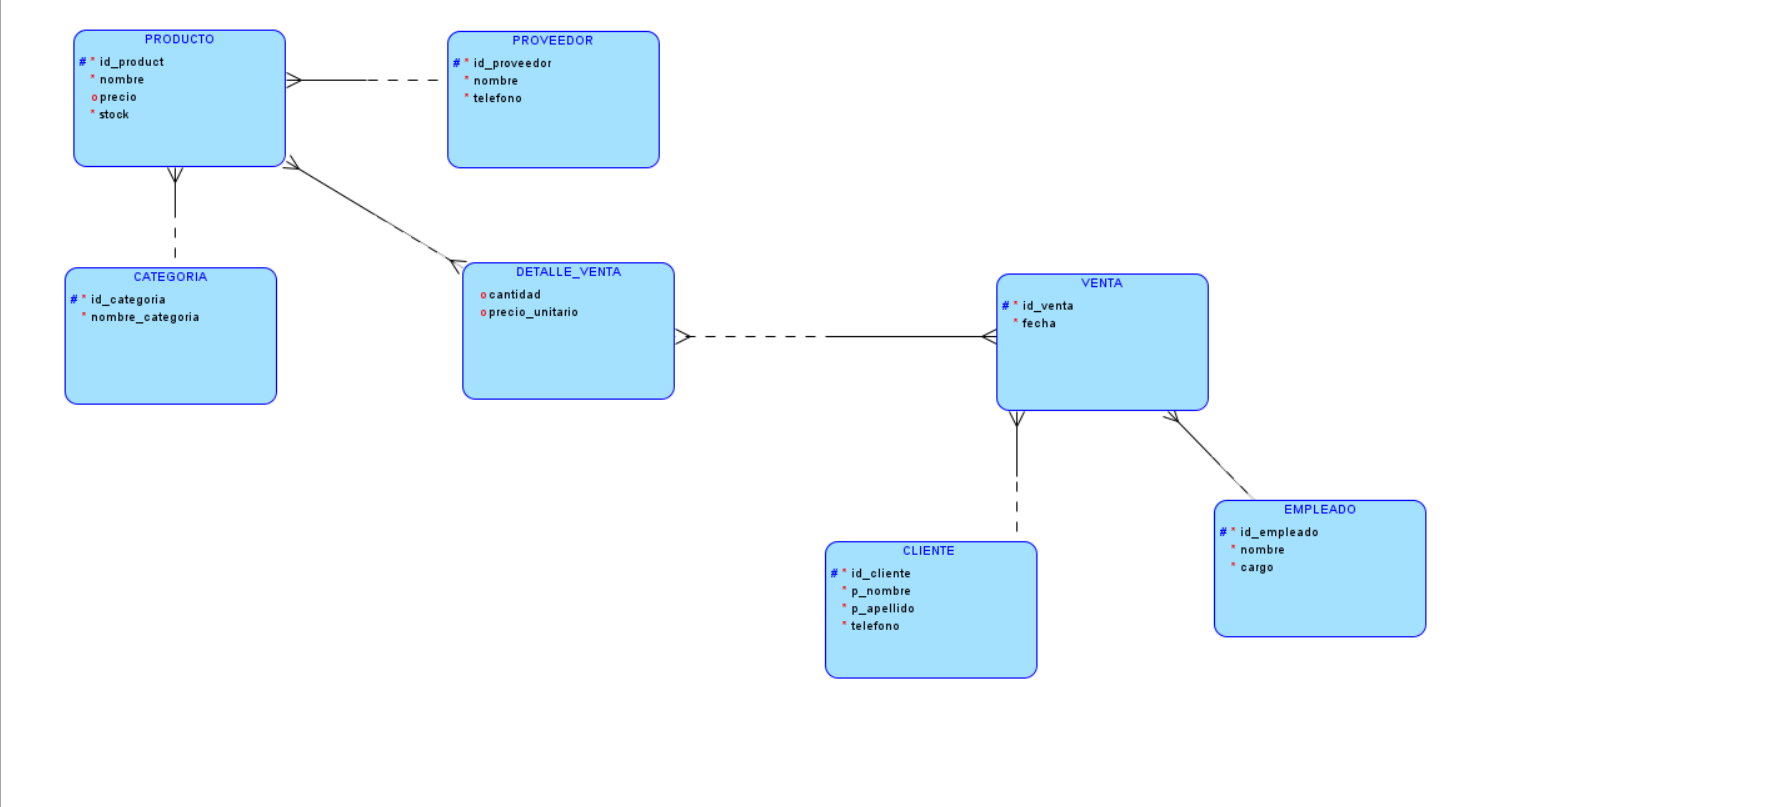 PRODUCTO
# * id_product
* nombre
o precio
* stock
PROVEEDOR
# * id_proveedor
* nombre
* telefono
CATEGORIA
# * id_categoria
* nombre_categoria
DETALLE_VENTA
o cantidad
o precio_unitario
VENTA
# * id_venta
* fecha
CLIENTE
# * id_cliente
* p_nombre
* p_apellido
* telefono
EMPLEADO
# * id_empleado
* nombre
* cargo